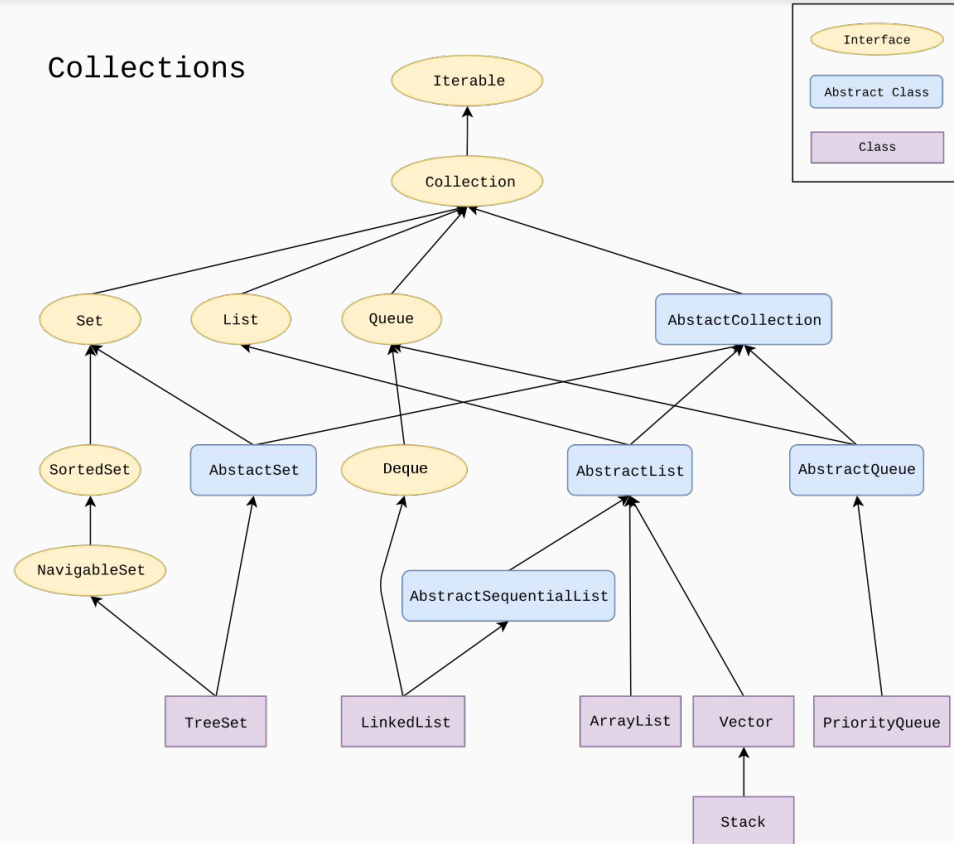 Collections
Interface
Abstract Class
Class
Iterable
Collection
Set
List
Queue
AbstactCollection
SortedSet
AbstactSet
Deque
AbstractList
AbstractQueue
NavigableSet
AbstractSequentialList
TreeSet
LinkedList
ArrayList
Vector
PriorityQueue
Stack